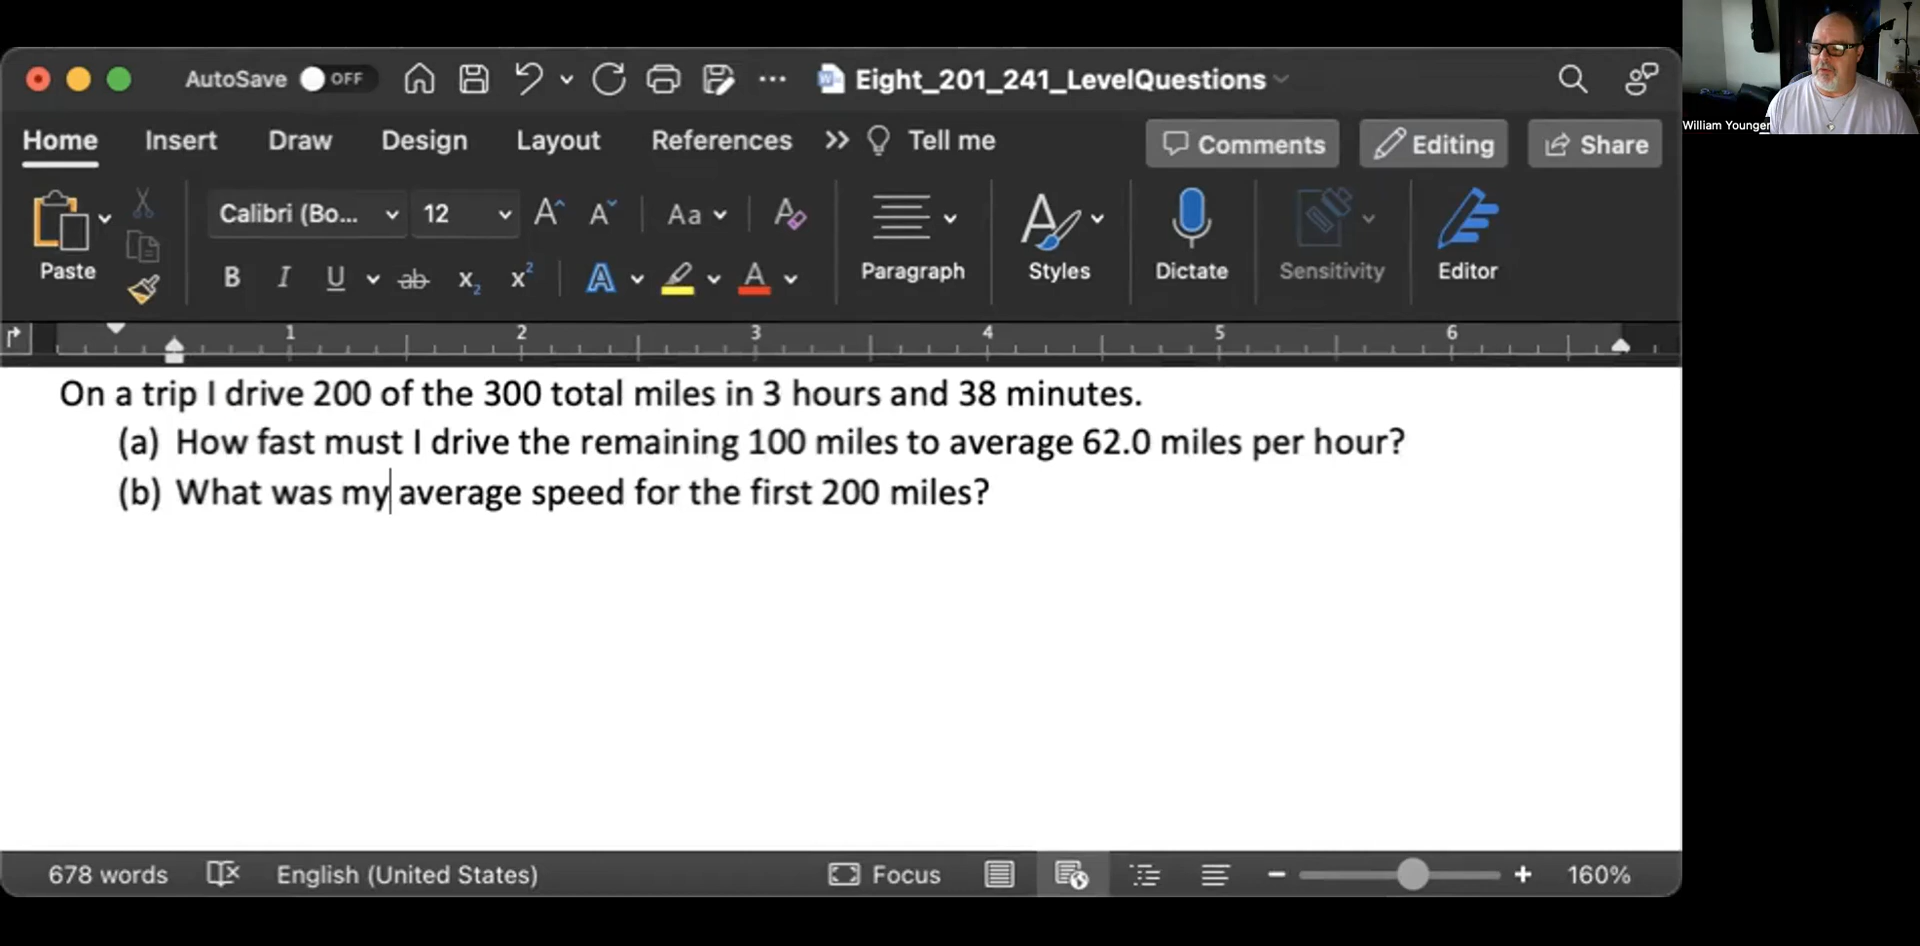 AutoSave OFF Eight_201_241_LevelQuestions
William Younger
Home Insert Draw Design Layout References Tell me Comments Editing Share
Calibri (Bo... 12 A A Aa A
Paste B I U ab x2 x2 A A Paragraph Styles Dictate Sensitivity Editor
1 2 3 4 5 6
On a trip I drive 200 of the 300 total miles in 3 hours and 38 minutes.
(a) How fast must I drive the remaining 100 miles to average 62.0 miles per hour?
(b) What was my average speed for the first 200 miles?
678 words English (United States) Focus 160%